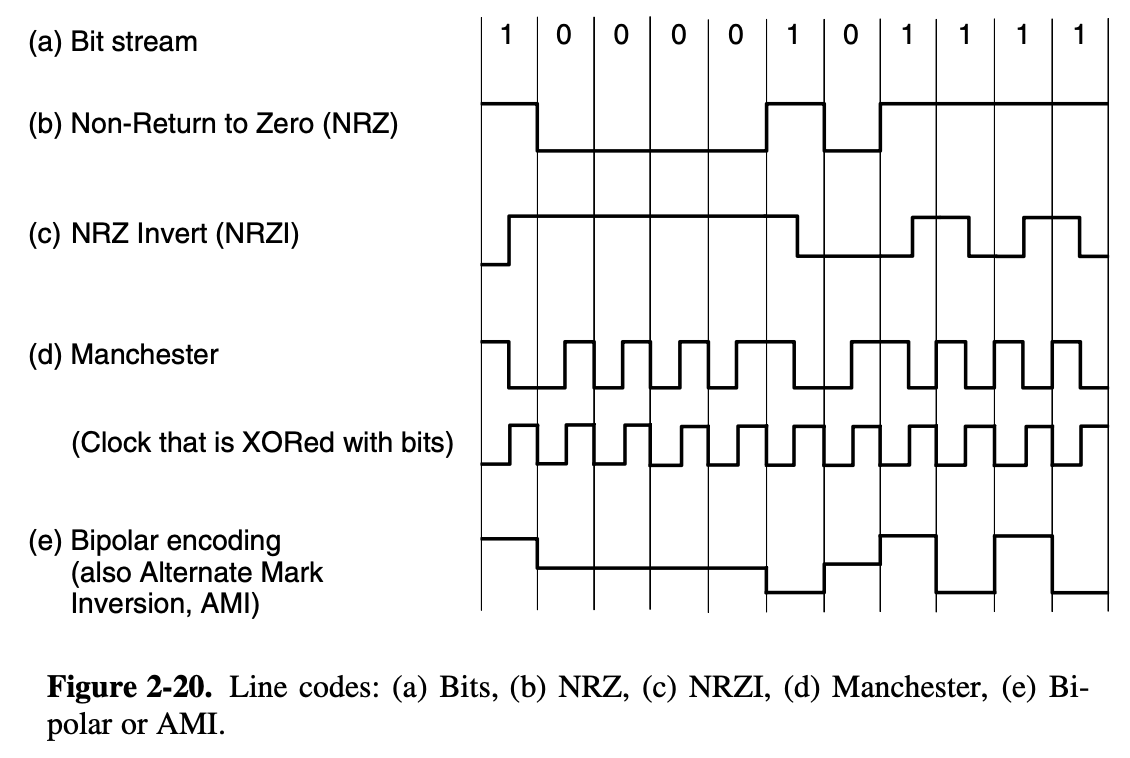 (a) Bit stream 1 0 0 0 0 1 0 1 1 1 1
(b) Non-Return to Zero (NRZ)
(c) NRZ Invert (NRZI)
(d) Manchester
(Clock that is XORed with bits)
(e) Bipolar encoding
(also Alternate Mark
Inversion, AMI)
Figure 2-20. Line codes: (a) Bits, (b) NRZ, (c) NRZI, (d) Manchester, (e) Bi-
polar or AMI.